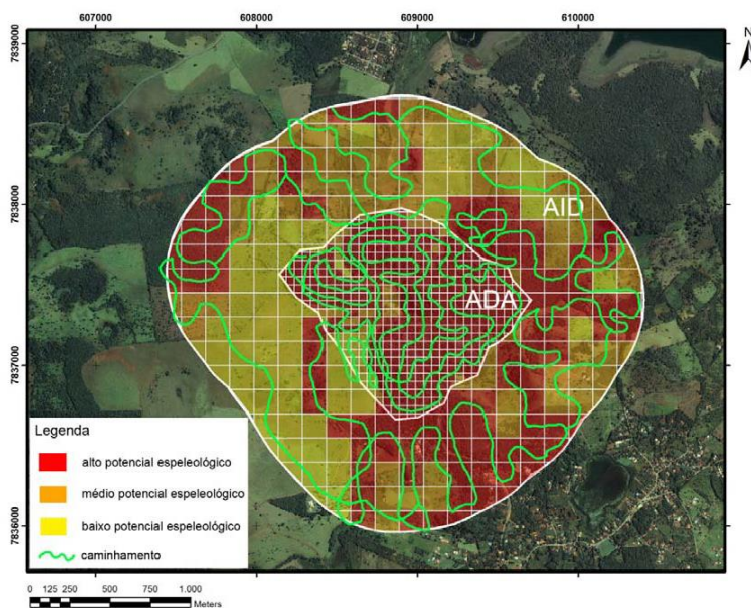 607000 608000 609000 610000
N
7839000
7838000
7837000
7836000
AID
ADA
Legenda
alto potencial espeleológico
médio potencial espeleológico
baixo potencial espeleológico
caminhamento
0 125 250 500 750 1.000
Meters